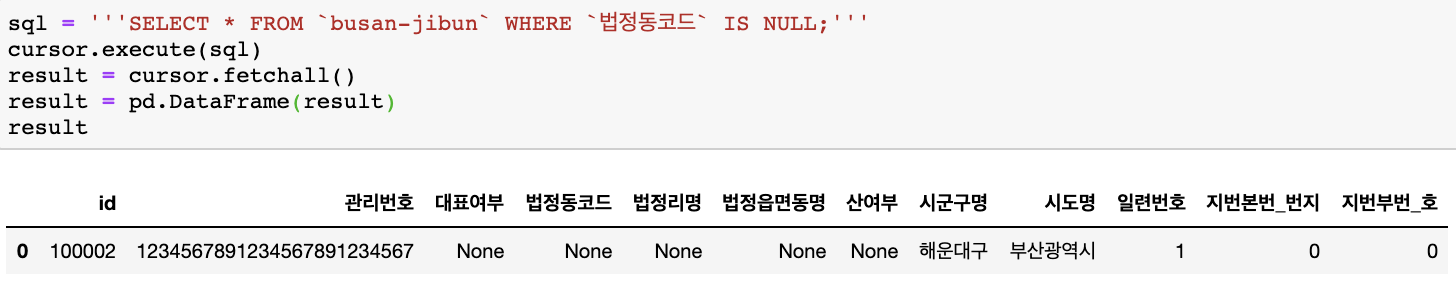 sql = '''SELECT * FROM `busan-jibun` WHERE `법정동코드` IS NULL;'''
cursor.execute(sql)
result = cursor.fetchall()
result = pd.DataFrame(result)
result
id 관리번호 대표여부 법정동코드 법정리명 법정읍면동명 산여부 시군구명 시도명 일련번호 지번본번_번지 지번부번_호
0 100002 1234567891234567891234567 None None None None None 해운대구 부산광역시 1 0 0